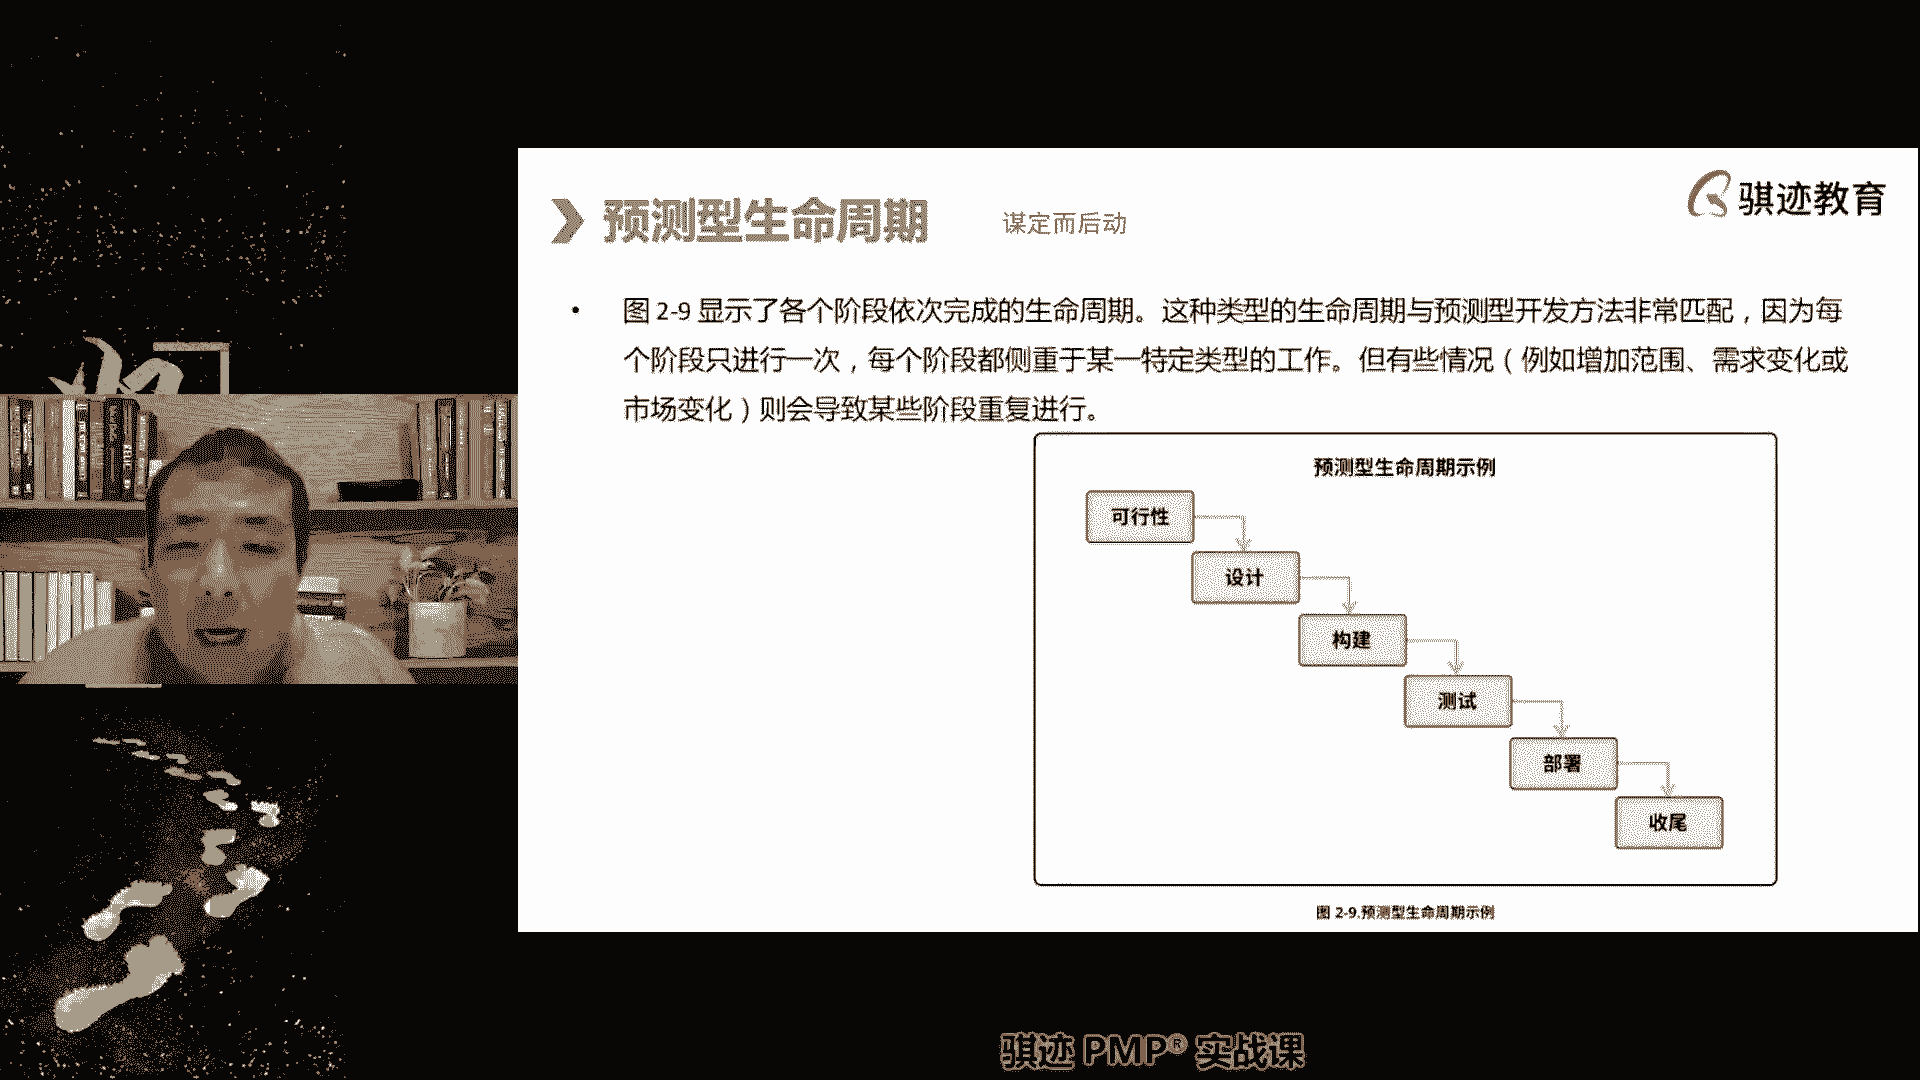 骐迹教育
预测型生命周期
谋定而后动
• 图 2-9 显示了各个阶段依次完成的生命周期。这种类型的生命周期与预测型开发方法非常匹配，因为每
个阶段只进行一次，每个阶段都侧重于某一特定类型的工作。但有些情况（例如增加范围、需求变化或
市场变化）则会导致某些阶段重复进行。
预测型生命周期示例
可行性
设计
构建
测试
部署
收尾
图 2-9.预测型生命周期示例
骐迹 PMP® 实战课